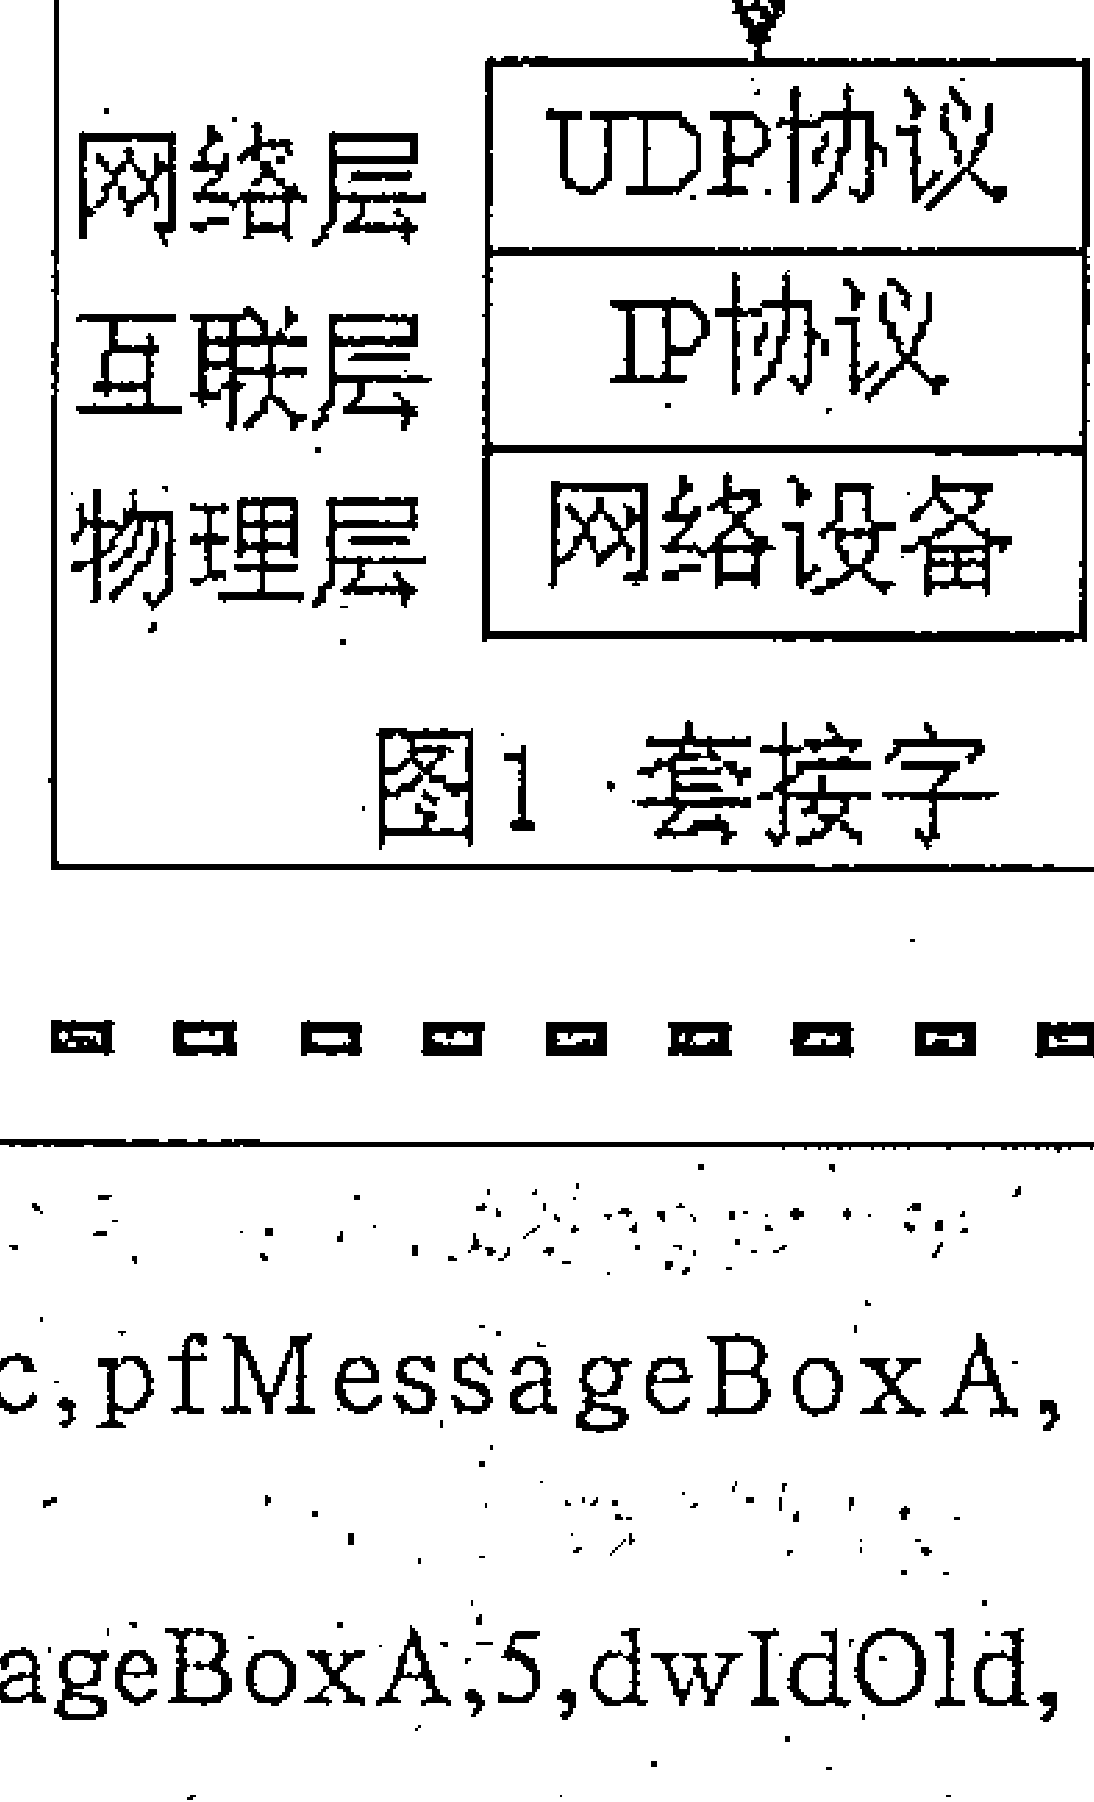 网络层 UDP协议
互联层 IP协议
物理层 网络设备
图1 套接字
c,pfMessageBoxA,
ageBoxA,5,dwIdOld,